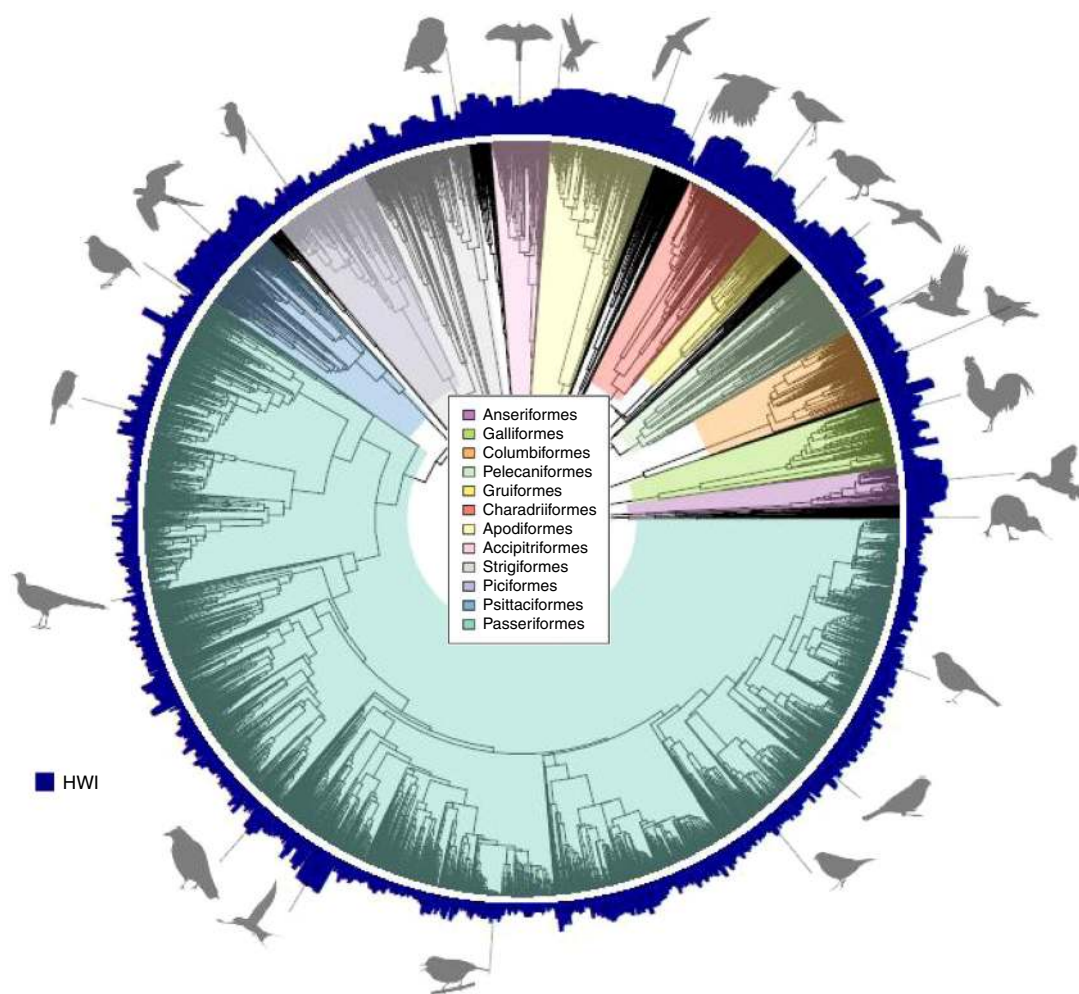 Anseriformes
Galliformes
Columbiformes
Pelecaniformes
Gruiformes
Charadriiformes
Apodiformes
Accipitriformes
Strigiformes
Piciformes
Psittaciformes
Passeriformes
HWI